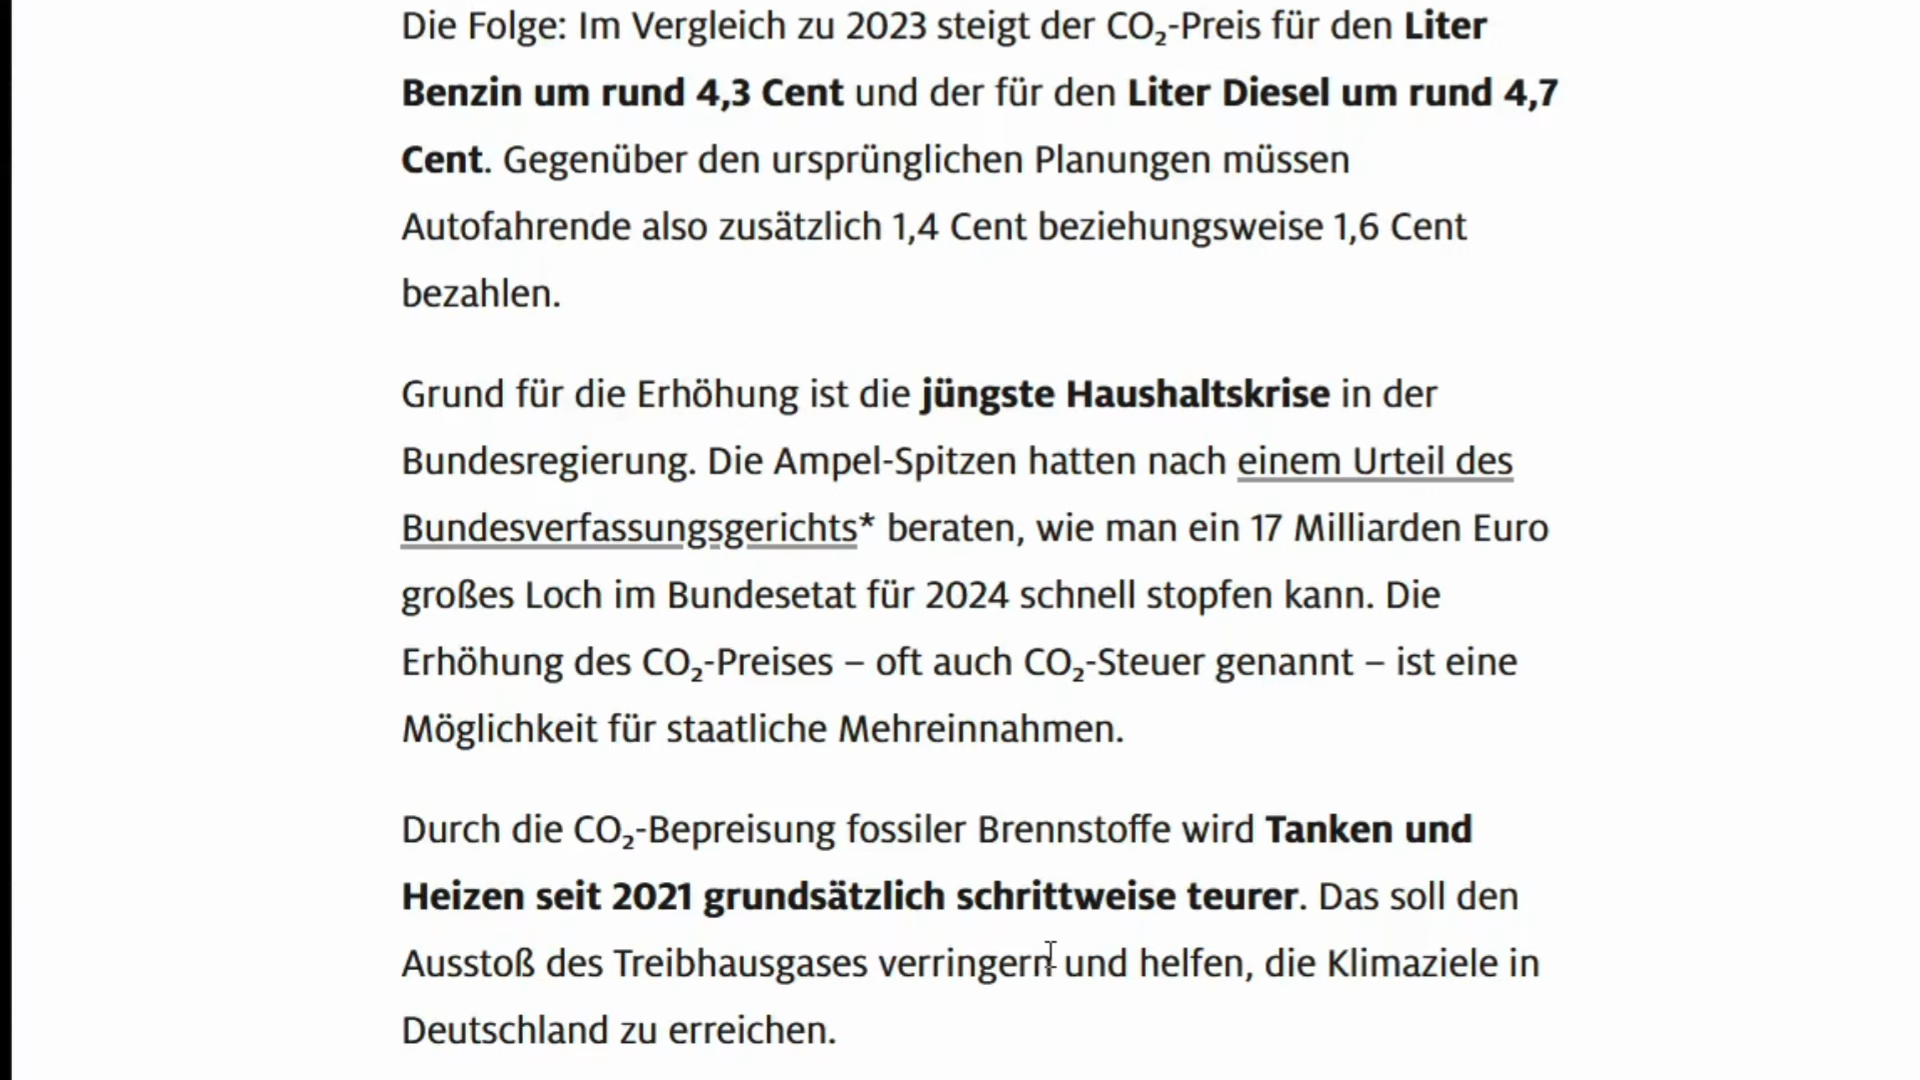 Die Folge: Im Vergleich zu 2023 steigt der CO₂-Preis für den Liter
Benzin um rund 4,3 Cent und der für den Liter Diesel um rund 4,7
Cent. Gegenüber den ursprünglichen Planungen müssen
Autofahrende also zusätzlich 1,4 Cent beziehungsweise 1,6 Cent
bezahlen.
Grund für die Erhöhung ist die jüngste Haushaltskrise in der
Bundesregierung. Die Ampel-Spitzen hatten nach einem Urteil des
Bundesverfassungsgerichts* beraten, wie man ein 17 Milliarden Euro
großes Loch im Bundesetat für 2024 schnell stopfen kann. Die
Erhöhung des CO₂-Preises – oft auch CO₂-Steuer genannt – ist eine
Möglichkeit für staatliche Mehreinnahmen.
Durch die CO₂-Bepreisung fossiler Brennstoffe wird Tanken und
Heizen seit 2021 grundsätzlich schrittweise teurer. Das soll den
Ausstoß des Treibhausgases verringern und helfen, die Klimaziele in
Deutschland zu erreichen.